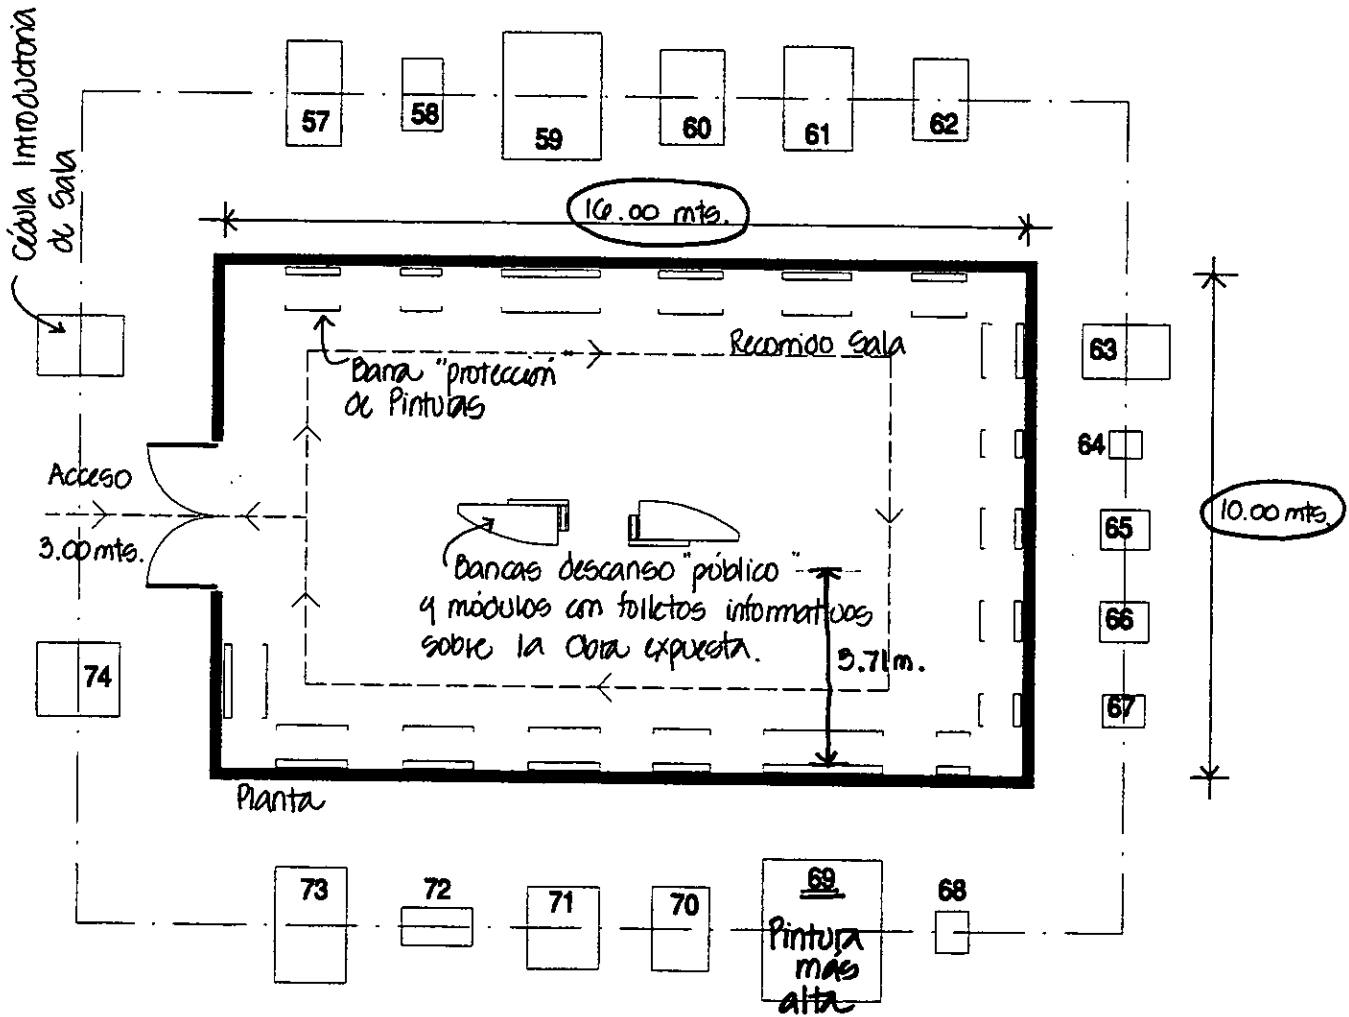 Cédula Introductoria
de Sala
57
58
59
60
61
62
16.00 mts.
Recorrido Sala
Barra "protección
de Pinturas
63
64
65
66
67
10.00 mts.
Acceso
3.00 mts.
Bancas descanso "público"
y módulos con folletos informativos
sobre la Obra expuesta.
3.71m.
74
Planta
73
72
71
70
69
Pintura
más
alta
68